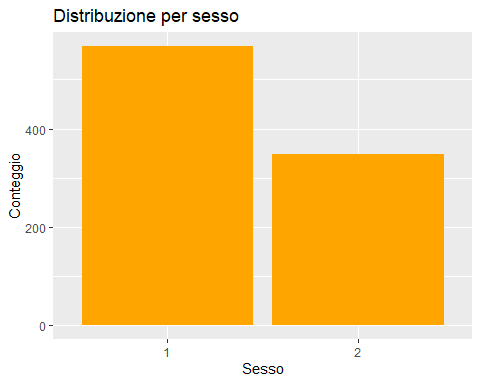 Distribuzione per sesso
Conteggio
400
200
0
1
2
Sesso